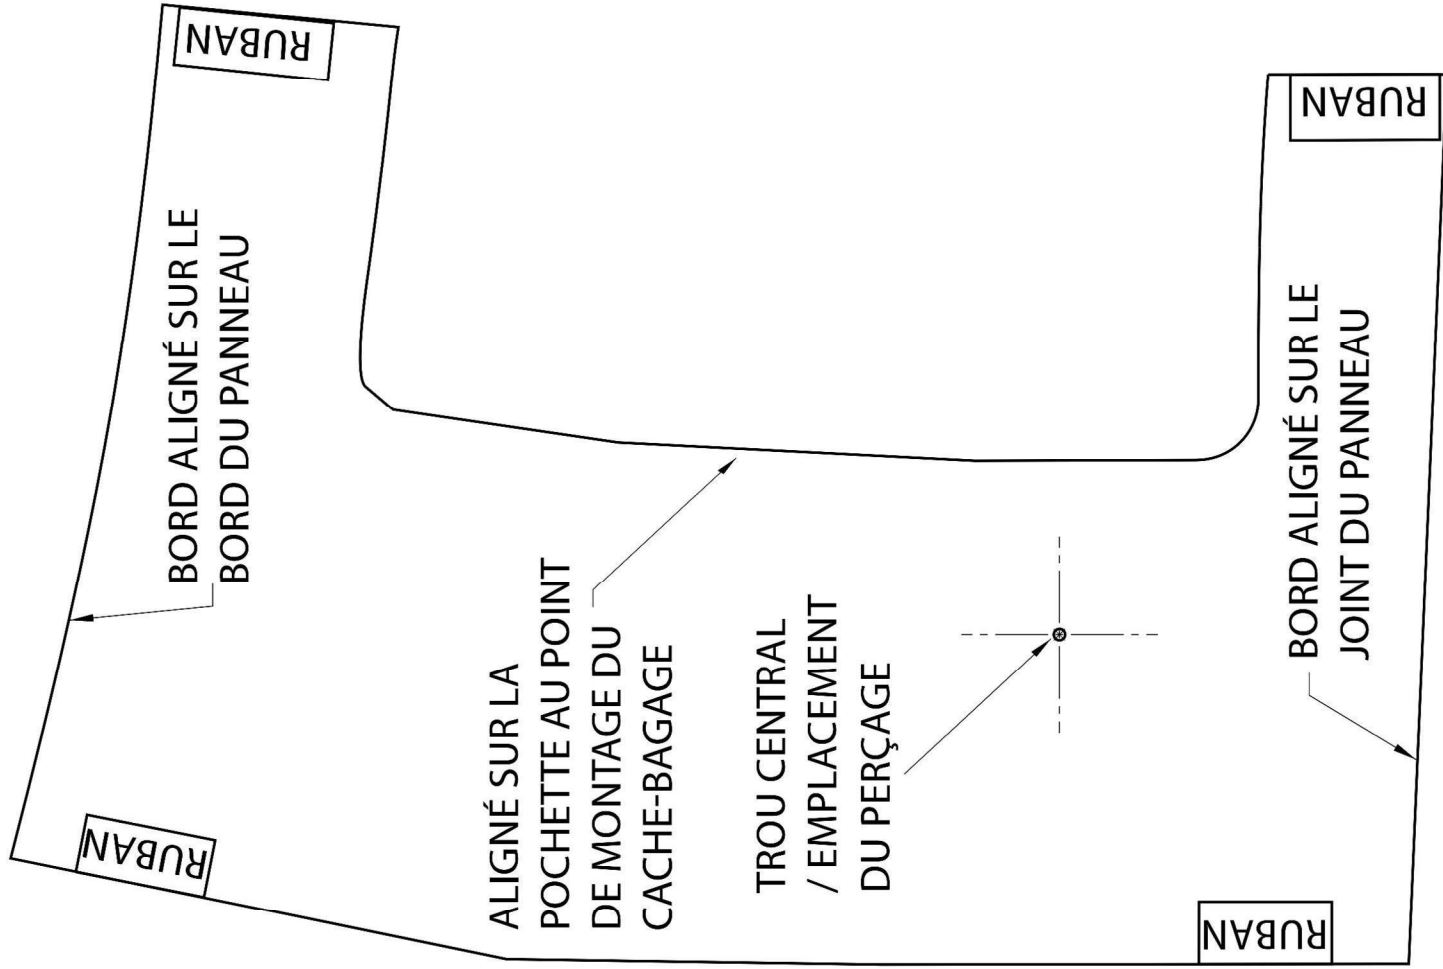 RUBAN
BORD ALIGNÉ SUR LE
BORD DU PANNEAU
RUBAN
ALIGNÉ SUR LA
POCHETTE AU POINT
DE MONTAGE DU
CACHE-BAGAGE
TROU CENTRAL
/ EMPLACEMENT
DU PERÇAGE
RUBAN
BORD ALIGNÉ SUR LE
JOINT DU PANNEAU
RUBAN